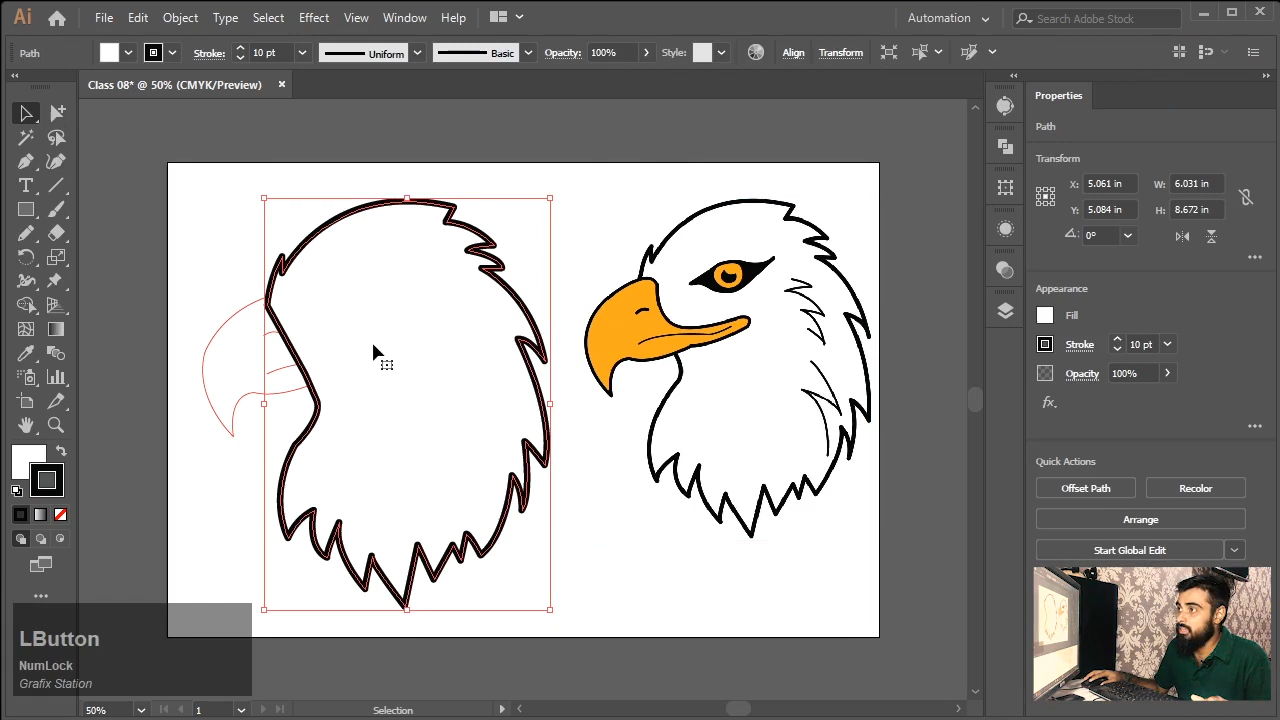 Ai File Edit Object Type Select Effect View Window Help Automation Search Adobe Stock
Path Stroke: 10 pt Uniform Basic Opacity: 100% Style: Align Transform
Class 08* @ 50% (CMYK/Preview) ×
Properties
Path
Transform
X: 5.061 in W: 6.031 in
Y: 5.084 in H: 8.672 in
0°
Appearance
Fill
Stroke 10 pt
Opacity 100%
fx.
Quick Actions
Offset Path Recolor
Arrange
Start Global Edit
LButton
NumLock
Grafix Station
50% 1 Selection